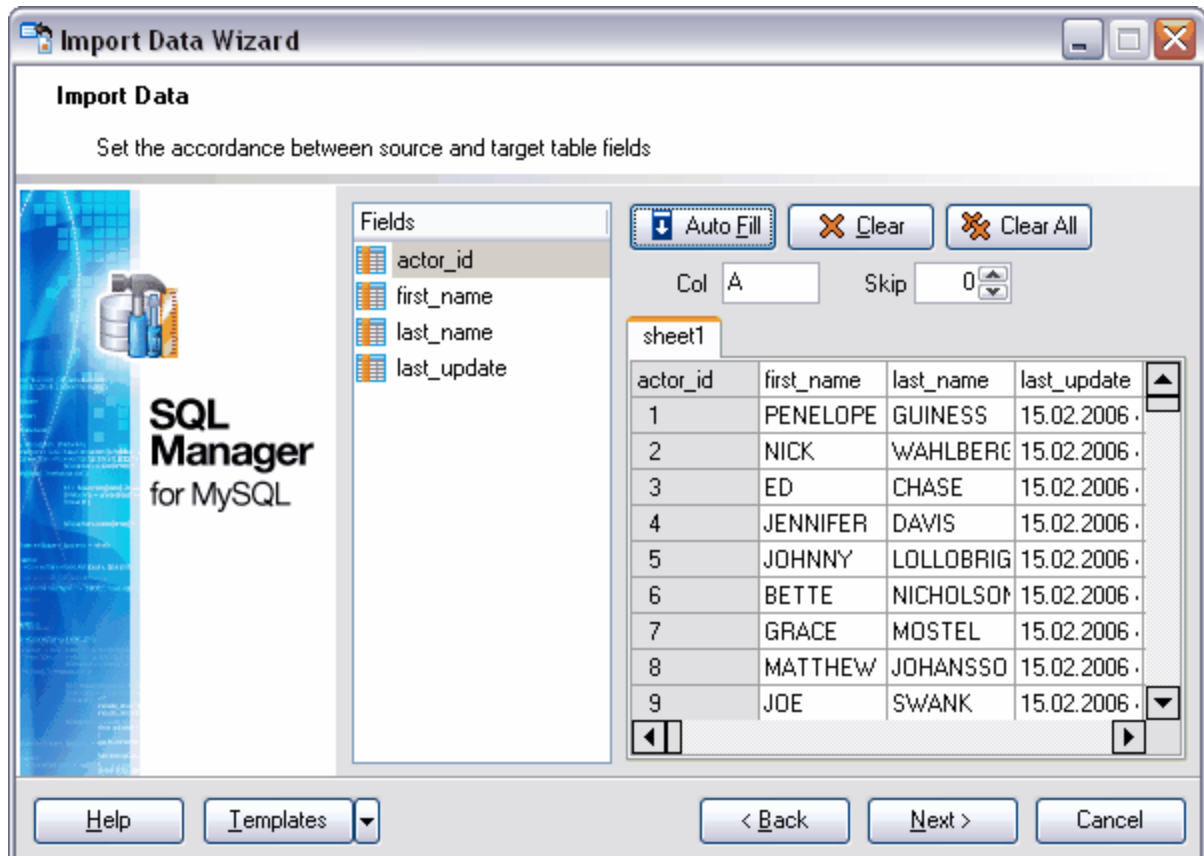 Import Data Wizard
Import Data
Set the accordance between source and target table fields
SQL
Manager
for MySQL
Fields
actor_id
first_name
last_name
last_update
Auto Fill
Clear
Clear All
Col A
Skip 0
sheet1
actor_id first_name last_name last_update
1 PENELOPE GUINESS 15.02.2006
2 NICK WAHLBERG 15.02.2006
3 ED CHASE 15.02.2006
4 JENNIFER DAVIS 15.02.2006
5 JOHNNY LOLLOBRIG 15.02.2006
6 BETTE NICHOLSON 15.02.2006
7 GRACE MOSTEL 15.02.2006
8 MATTHEW JOHANSSO 15.02.2006
9 JOE SWANK 15.02.2006
Help
Templates
< Back
Next >
Cancel